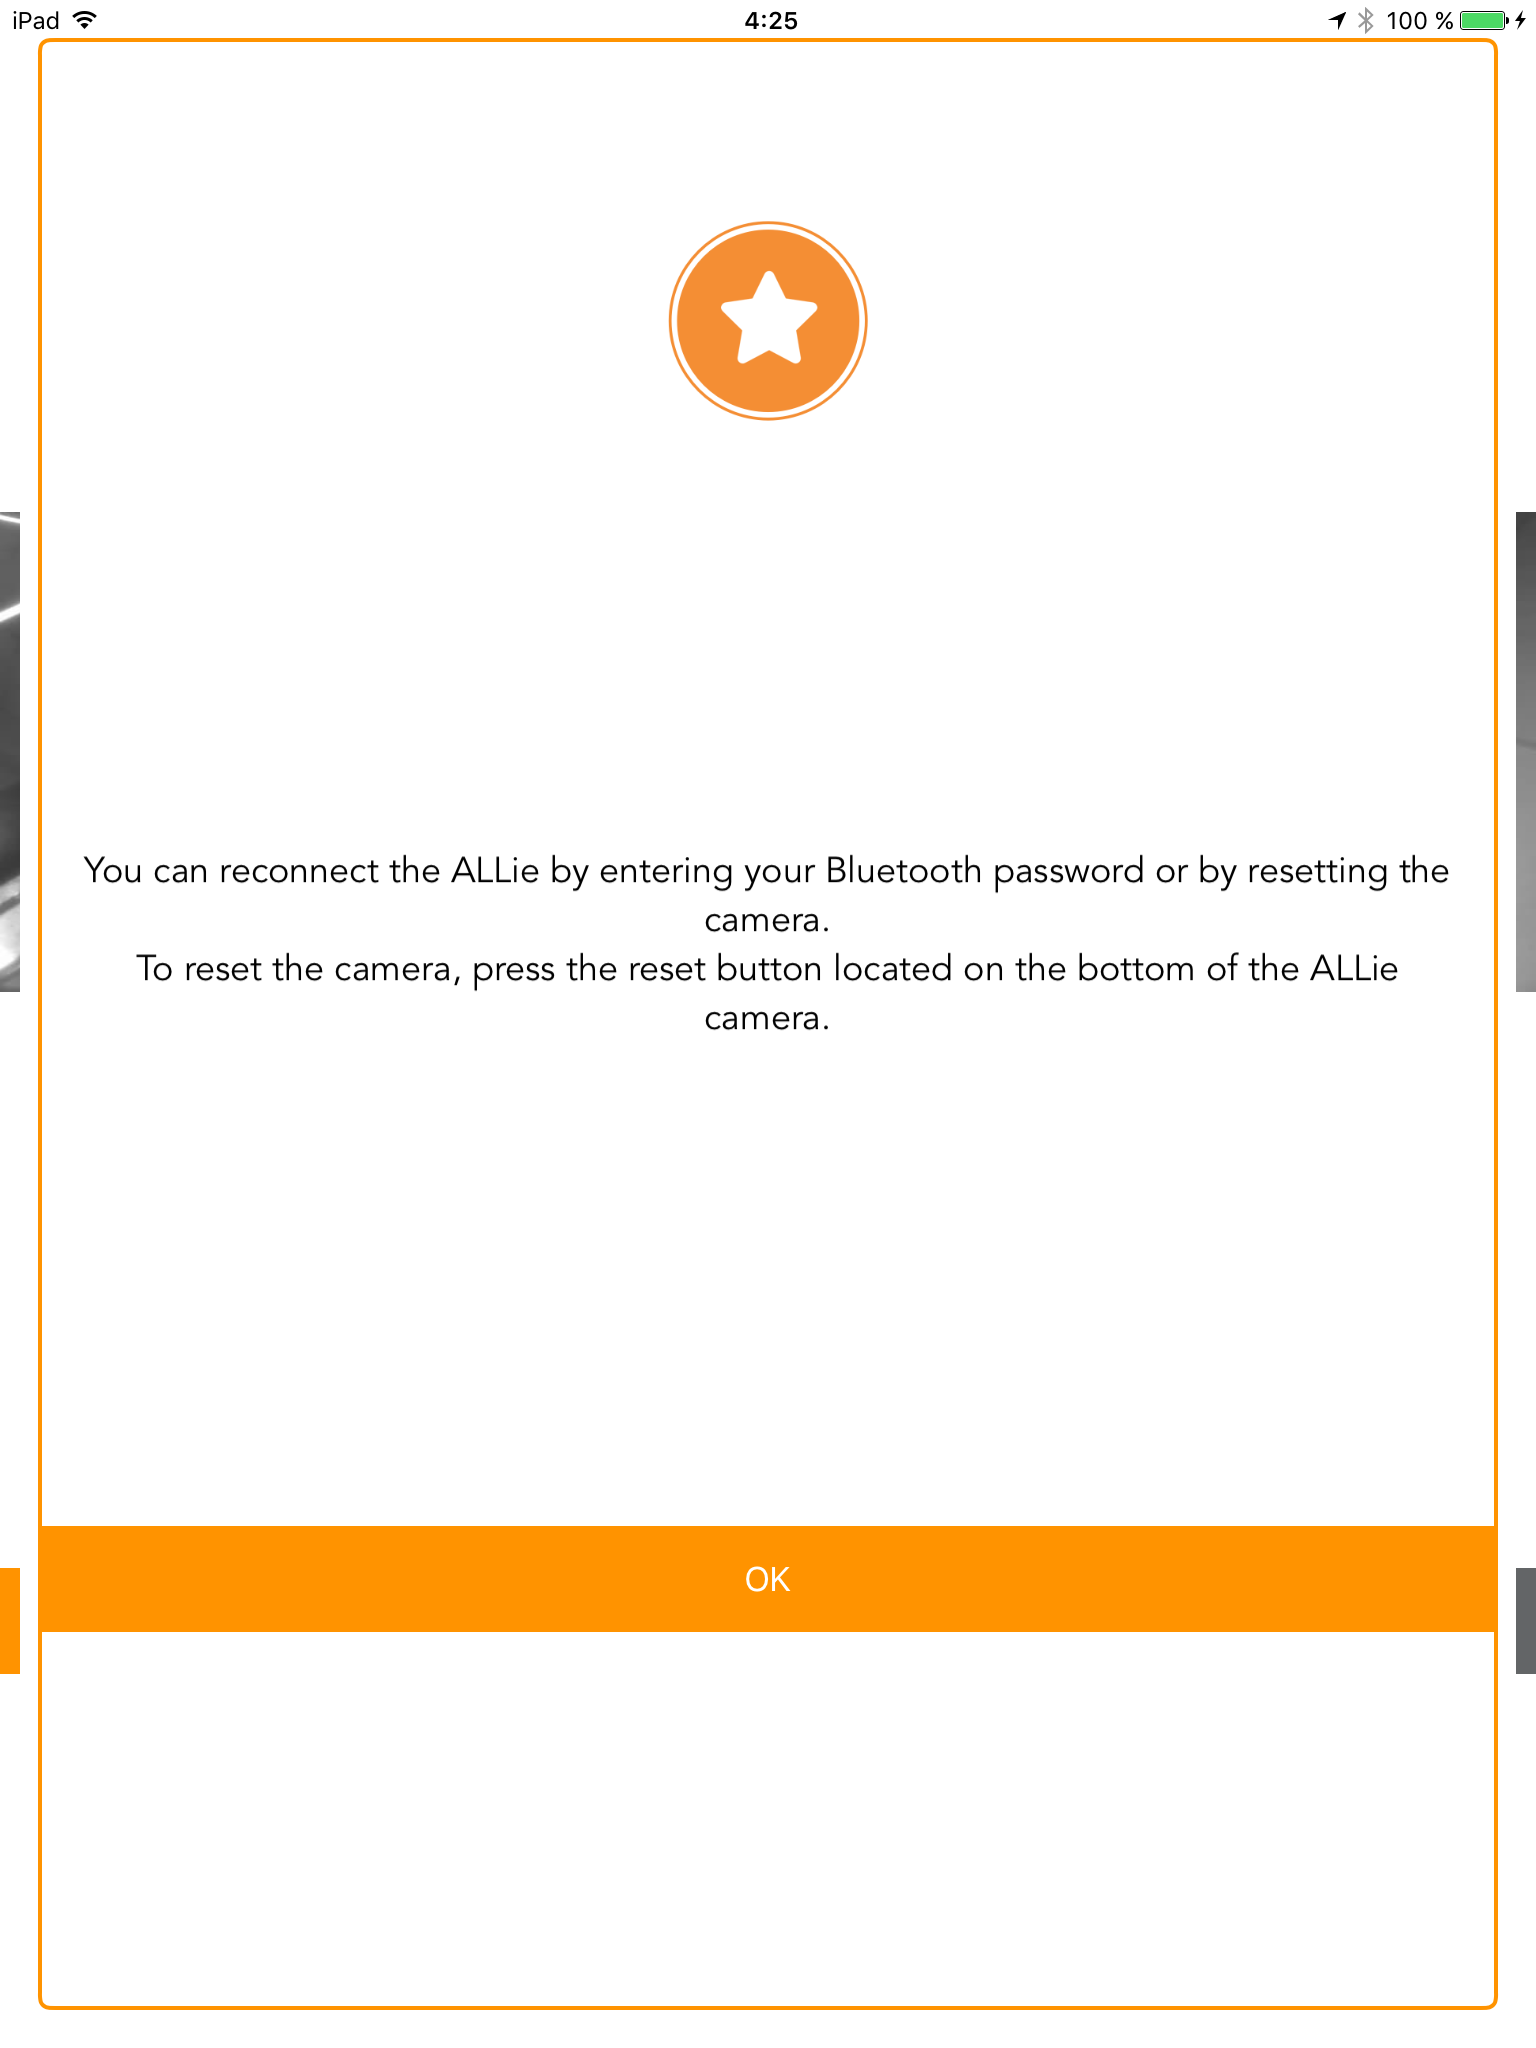 iPad 4:25 100 %
You can reconnect the ALLie by entering your Bluetooth password or by resetting the
camera.
To reset the camera, press the reset button located on the bottom of the ALLie
camera.
OK